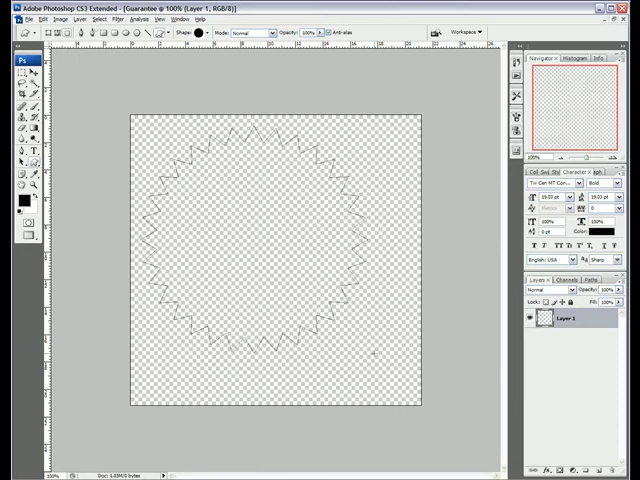 Adobe Photoshop CS3 Extended - [Guarantee @ 100% (Layer 1, RGB/8)]
File Edit Image Layer Select Filter Analysis View Window Help
Shape: Mode: Normal Opacity: 100% Anti-alias Workspace
Ps
Navigator Histogram Info
100%
Character
Tw Cen MT Con... Bold
19.03 pt 19.03 pt
Metrics 0
100% 100%
0 pt Color:
English: USA Sharp
Layers Channels Paths
Normal Opacity: 100%
Lock: Fill: 100%
Layer 1
100% Doc: 1.03M/0 bytes